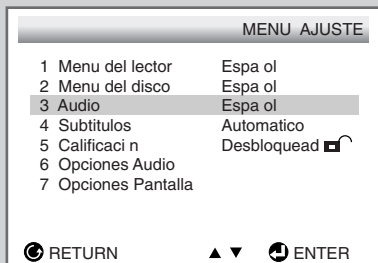 MENU AJUSTE
1 Menu del lector Espa ol
2 Menu del disco Espa ol
3 Audio Espa ol
4 Subtitulos Automatico
5 Calificaci n Desbloquead
6 Opciones Audio
7 Opciones Pantalla
RETURN ▲ ▼ ENTER